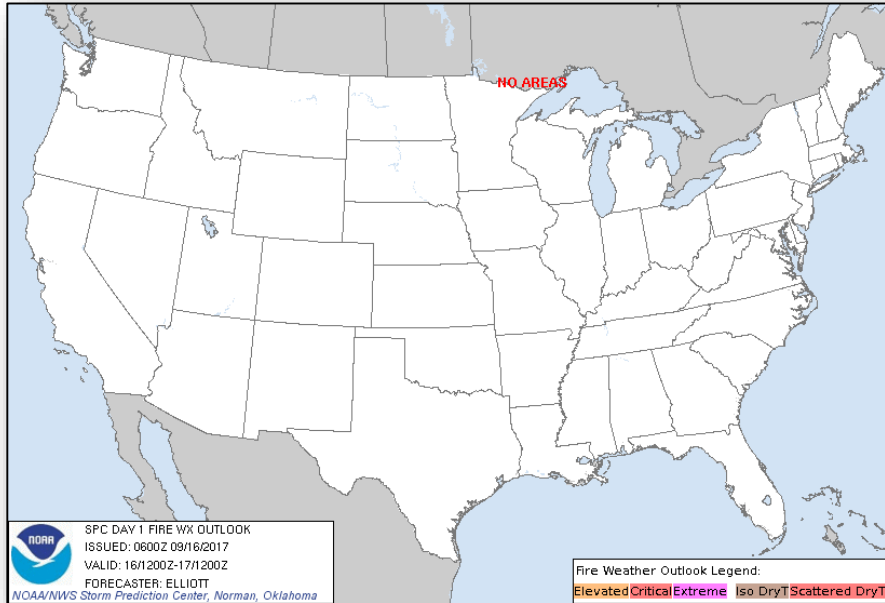 NO AREAS
NOAA
SPC DAY 1 FIRE WX OUTLOOK
ISSUED: 0600Z 09/16/2017
VALID: 16/1200Z-17/1200Z
FORECASTER: ELLIOTT
NOAA/NWS Storm Prediction Center, Norman, Oklahoma
Fire Weather Outlook Legend:
Elevated Critical Extreme Iso DryT Scattered DryT